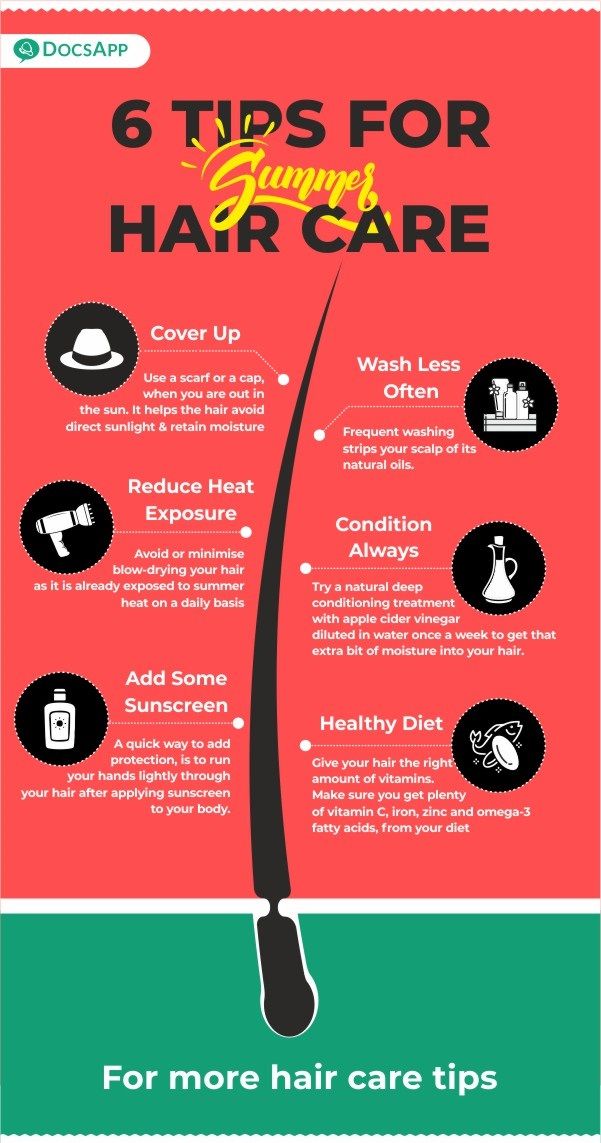 DocsApp
6 TIPS FOR
Summer
HAIR CARE
Cover Up
Use a scarf or a cap,
when you are out in
the sun. It helps the hair avoid
direct sunlight & retain moisture
Wash Less
Often
Frequent washing
strips your scalp of its
natural oils.
Reduce Heat
Exposure
Avoid or minimise
blow-drying your hair
as it is already exposed to summer
heat on a daily basis
Condition
Always
Try a natural deep
conditioning treatment
with apple cider vinegar
diluted in water once a week to get that
extra bit of moisture into your hair.
Add Some
Sunscreen
A quick way to add
protection, is to run
your hands lightly through
your hair after applying sunscreen
to your body.
Healthy Diet
Give your hair the right
amount of vitamins.
Make sure you get plenty
of vitamin C, iron, zinc and omega-3
fatty acids, from your diet
For more hair care tips